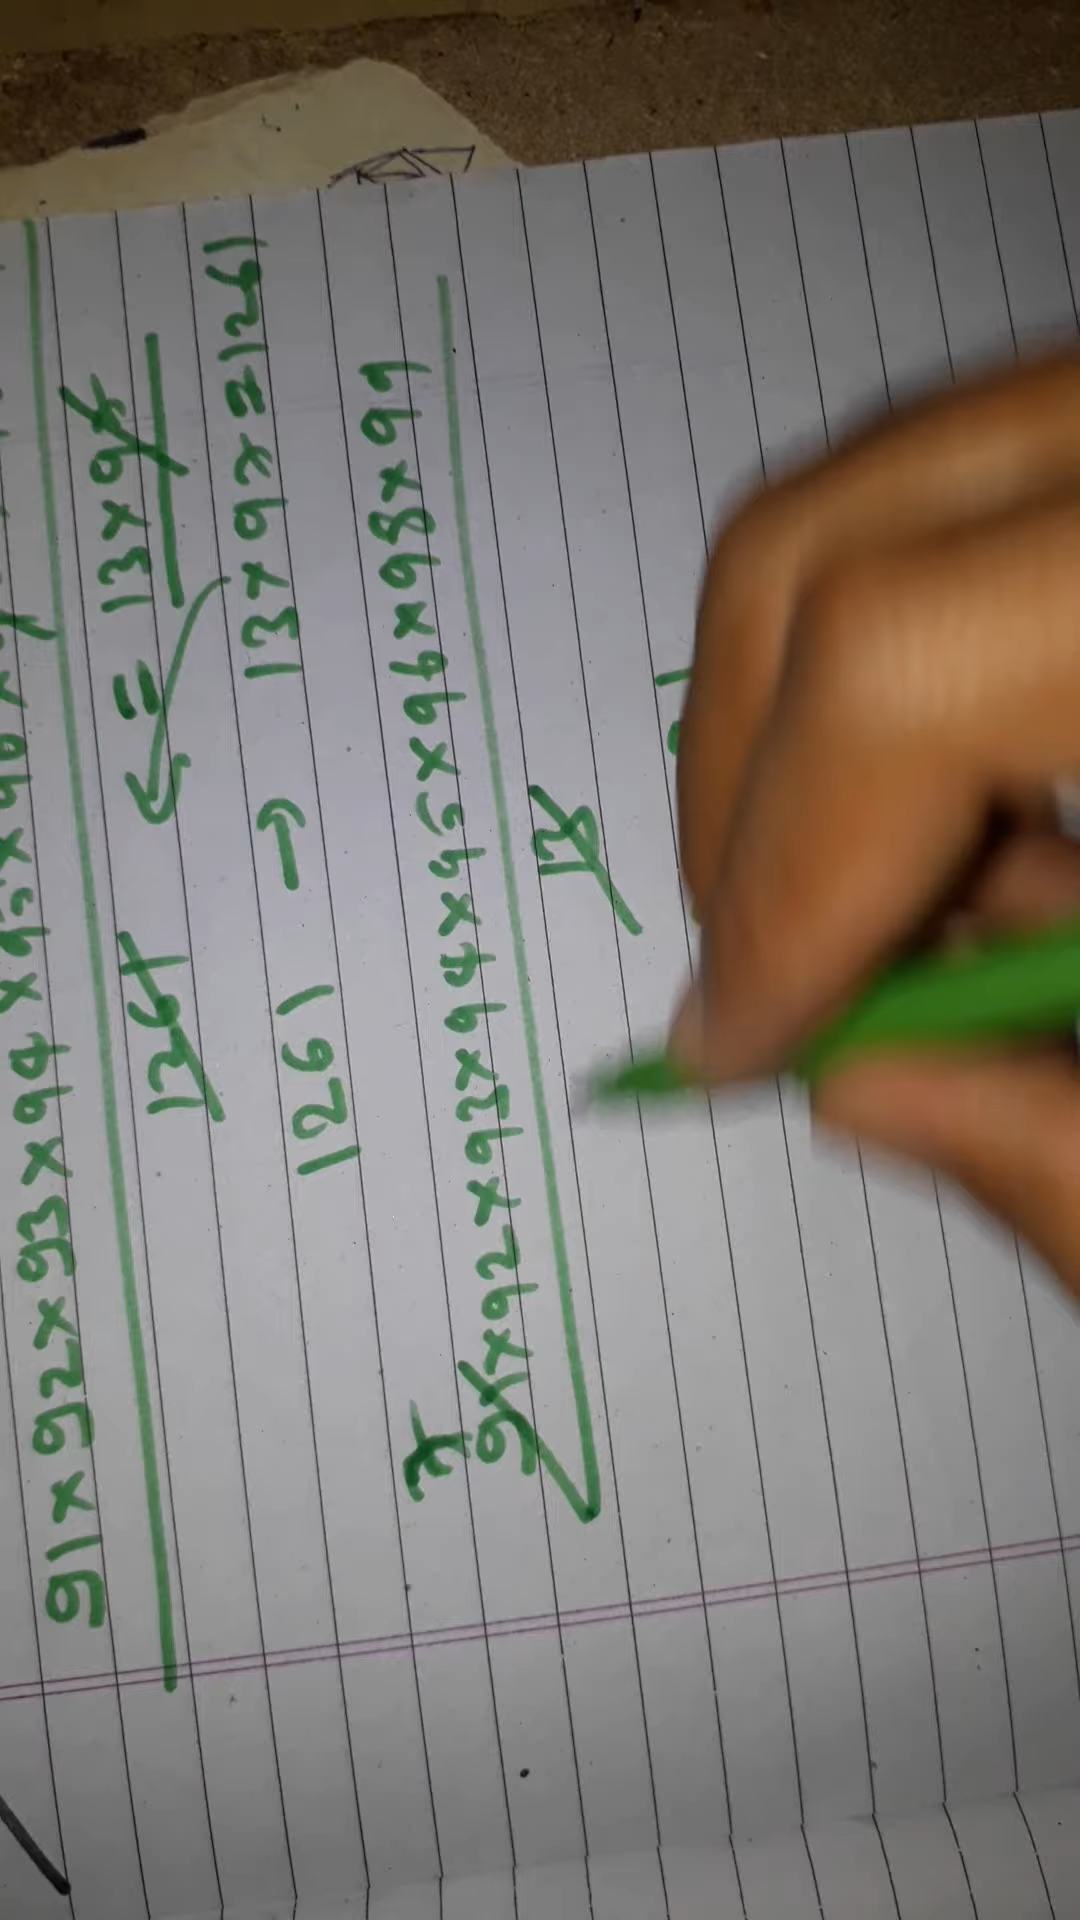 91 x 92 x 93 x 94 x 95 x 96 x
1261 = 13 x 97
1261 → 13 x 97 = 1261
7
91 x 92 x 93 x 94 x 95 x 96 x 98 x 99
13